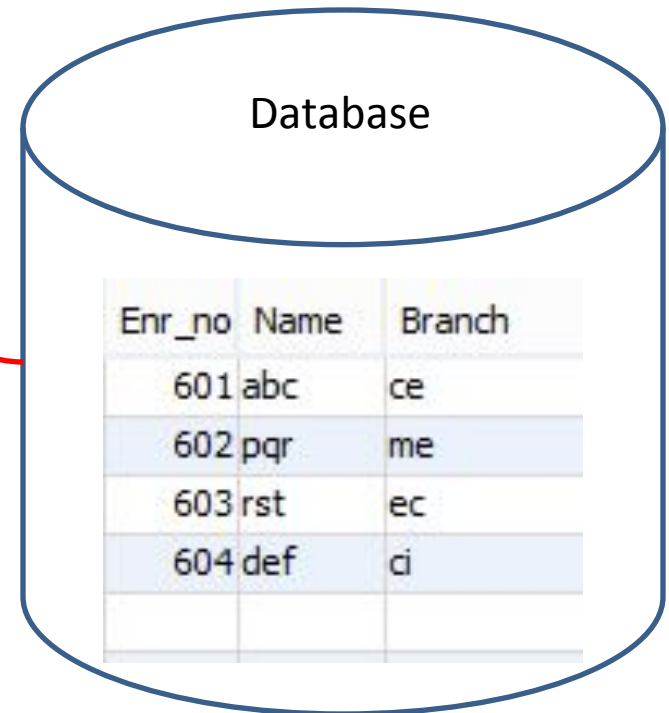 Database
Enr_no Name Branch
601 abc ce
602 pqr me
603 rst ec
604 def ci